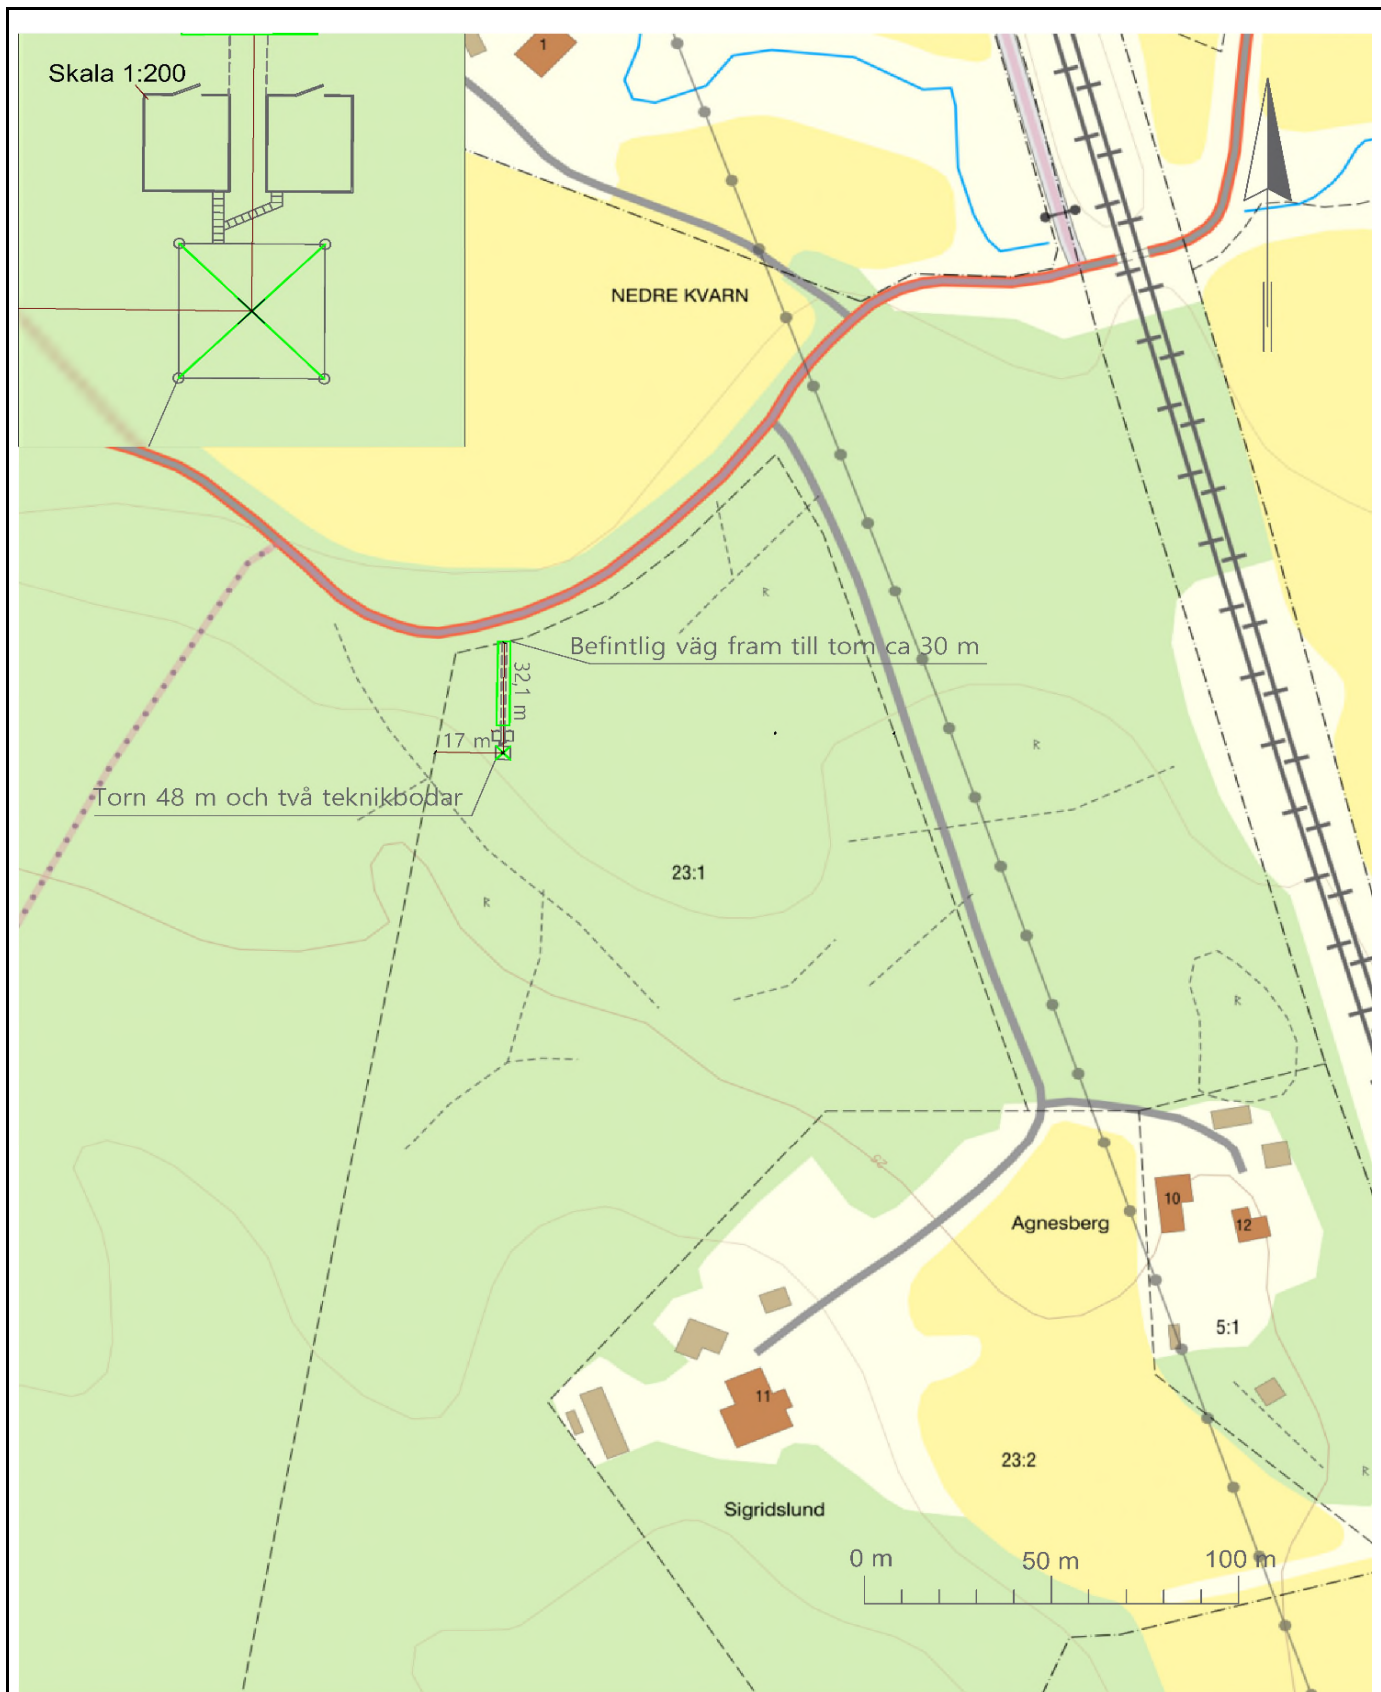 Skala 1:200
1
NEDRE KVARN
R
Befintlig väg fram till torn ca 30 m
32,1 m
17 m
R
Torn 48 m och två teknikbodar
23:1
R
R
25
10
Agnesberg
12
5:1
11
23:2
R
Sigridslund
0 m 50 m 100 m